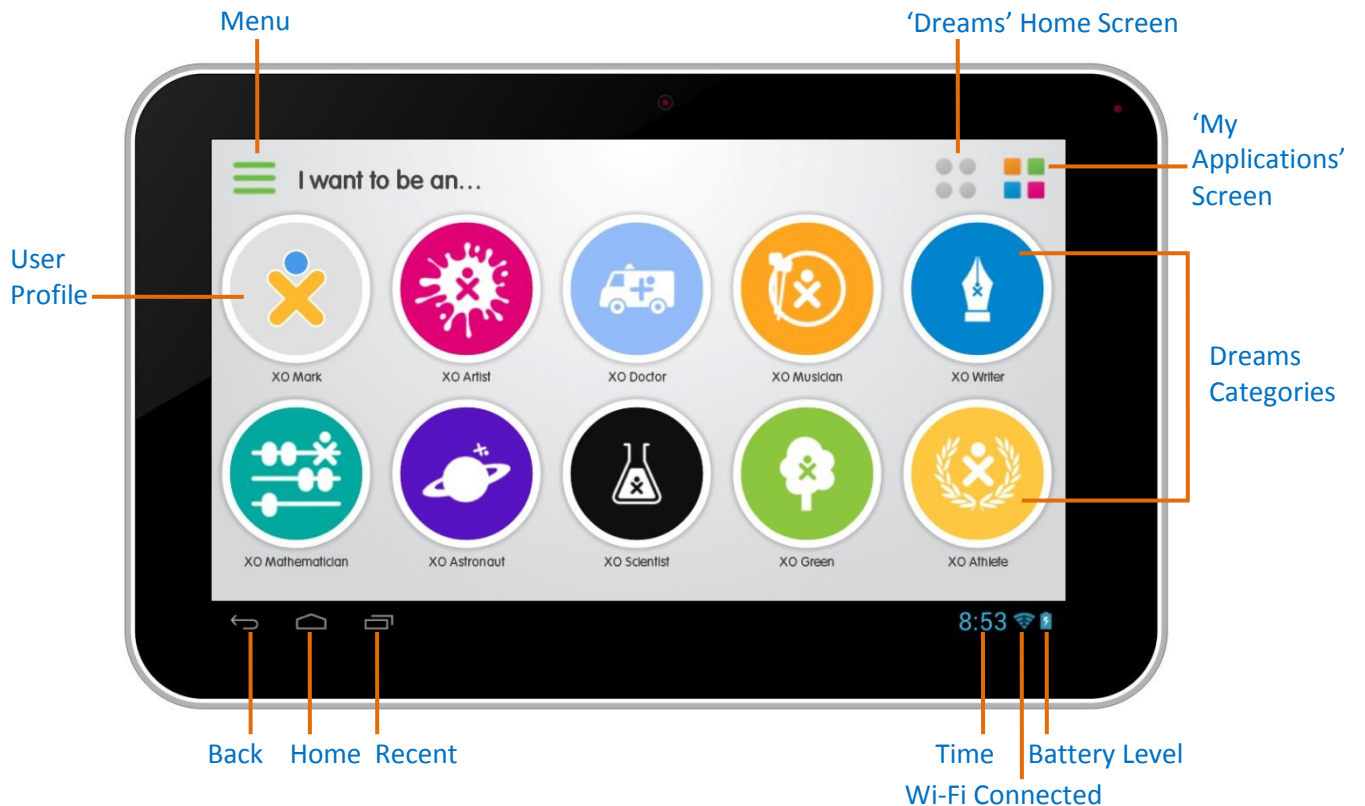 Menu
‘Dreams’ Home Screen
‘My
Applications’
Screen
I want to be an...
User
Profile
XO Mark
XO Artist
XO Doctor
XO Musician
XO Writer
Dreams
Categories
XO Mathematician
XO Astronaut
XO Scientist
XO Green
XO Athlete
8:53
Back
Home
Recent
Time
Battery Level
Wi-Fi Connected